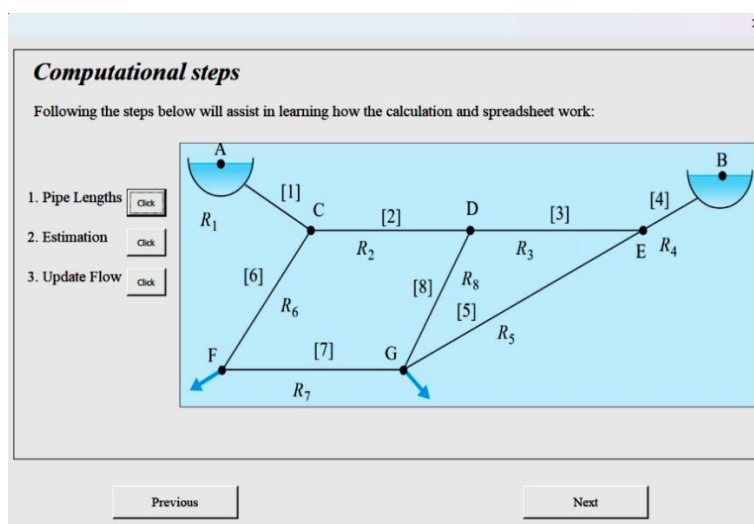 Computational steps
Following the steps below will assist in learning how the calculation and spreadsheet work:
A
B
1. Pipe Lengths Click
[1]
[4]
R1
C
[2]
D
[3]
2. Estimation Click
R2
R3
E
R4
3. Update Flow Click
[6]
[8]
R8
R6
[5]
R5
F
[7]
G
R7
Previous
Next